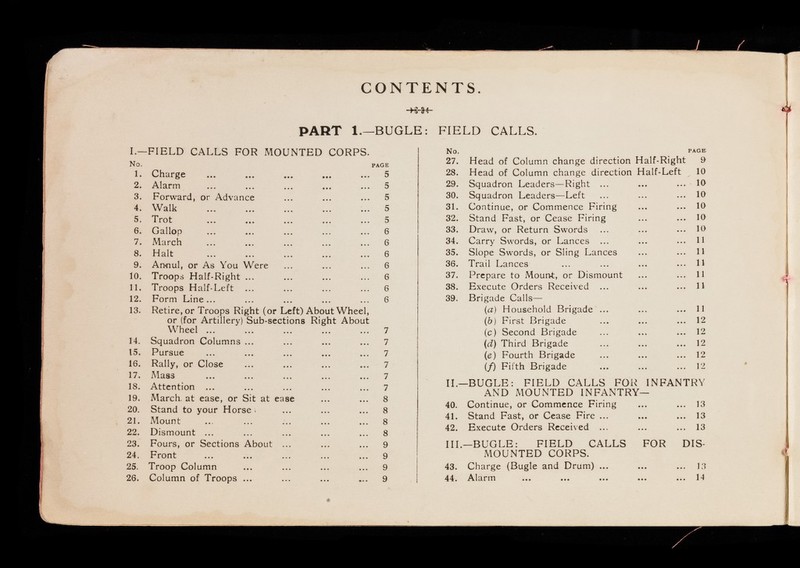 CONTENTS.
PART 1.—BUGLE: FIELD CALLS.
I.—FIELD CALLS FOR MOUNTED CORPS.
No. PAGE
1. Charge ... ... ... ... ... 5
2. Alarm ... ... ... ... ... 5
3. Forward, or Advance ... ... ... 5
4. Walk ... ... ... ... ... 5
5. Trot ... ... ... ... ... 5
6. Gallop ... ... ... ... ... 6
7. March ... ... ... ... ... 6
8. Halt ... ... ... ... ... 6
9. Annul, or As You Were ... ... ... 6
10. Troops Half-Right ... ... ... ... 6
11. Troops Half-Left ... ... ... ... 6
12. Form Line ... ... ... ... ... 6
13. Retire, or Troops Right (or Left) About Wheel,
or (for Artillery) Sub-sections Right About
Wheel ... ... ... ... ... 7
14. Squadron Columns ... ... ... ... 7
15. Pursue ... ... ... ... ... 7
16. Rally, or Close ... ... ... ... 7
17. Mass ... ... ... ... ... 7
18. Attention ... ... ... ... ... 7
19. March at ease, or Sit at ease ... ... 8
20. Stand to your Horse ... ... ... 8
21. Mount ... ... ... ... ... 8
22. Dismount ... ... ... ... ... 8
23. Fours, or Sections About ... ... ... 9
24. Front ... ... ... ... ... 9
25. Troop Column ... ... ... ... 9
26. Column of Troops ... ... ... ... 9
No. PAGE
27. Head of Column change direction Half-Right 9
28. Head of Column change direction Half-Left 10
29. Squadron Leaders—Right ... ... ... 10
30. Squadron Leaders—Left ... ... ... 10
31. Continue, or Commence Firing ... ... 10
32. Stand Fast, or Cease Firing ... ... 10
33. Draw, or Return Swords ... ... ... 10
34. Carry Swords, or Lances ... ... ... 11
35. Slope Swords, or Sling Lances ... ... 11
36. Trail Lances ... ... ... ... 11
37. Prepare to Mount, or Dismount ... ... 11
38. Execute Orders Received ... ... ... 11
39. Brigade Calls—
(a) Household Brigade ... ... ... 11
(b) First Brigade ... ... ... 12
(c) Second Brigade ... ... ... 12
(d) Third Brigade ... ... ... 12
(e) Fourth Brigade ... ... ... 12
(f) Fifth Brigade ... ... ... 12
II.—BUGLE: FIELD CALLS FOR INFANTRY
AND MOUNTED INFANTRY—
40. Continue, or Commence Firing ... ... 13
41. Stand Fast, or Cease Fire ... ... ... 13
42. Execute Orders Received ... ... ... 13
III.—BUGLE: FIELD CALLS FOR DIS-
MOUNTED CORPS.
43. Charge (Bugle and Drum) ... ... ... 13
44. Alarm ... ... ... ... ... 14